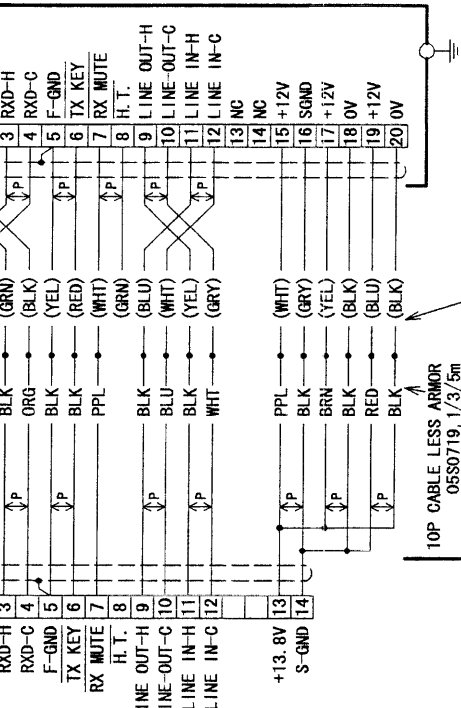 3 RXD-H
4 RXD-C
5 F-GND
6 TX KEY
7 RX MUTE
8 H.T.
9 LINE OUT-H
10 LINE-OUT-C
11 LINE IN-H
12 LINE IN-C
13 NC
14 NC
15 +12V
16 SGND
17 +12V
18 0V
19 +12V
20 0V
P
P
P
P
P
(GRN)
(BLK)
(YEL)
(RED)
(WHT)
(GRN)
(BLU)
(WHT)
(YEL)
(GRY)
(WHT)
(GRY)
(YEL)
(BLK)
(BLU)
(BLK)
BLK
ORG
BLK
BLK
PPL
BLK
BLU
BLK
WHT
PPL
BLK
BRN
BLK
RED
BLK
10P CABLE LESS ARMOR
05S0719, 1/3/5m
P
P
P
P
P
P
P
3 RXD-H
4 RXD-C
5 F-GND
6 TX KEY
7 RX MUTE
8 H.T.
9 INE OUT-H
10 INE-OUT-C
11 LINE IN-H
12 LINE IN-C
13 +13.8V
14 S-GND